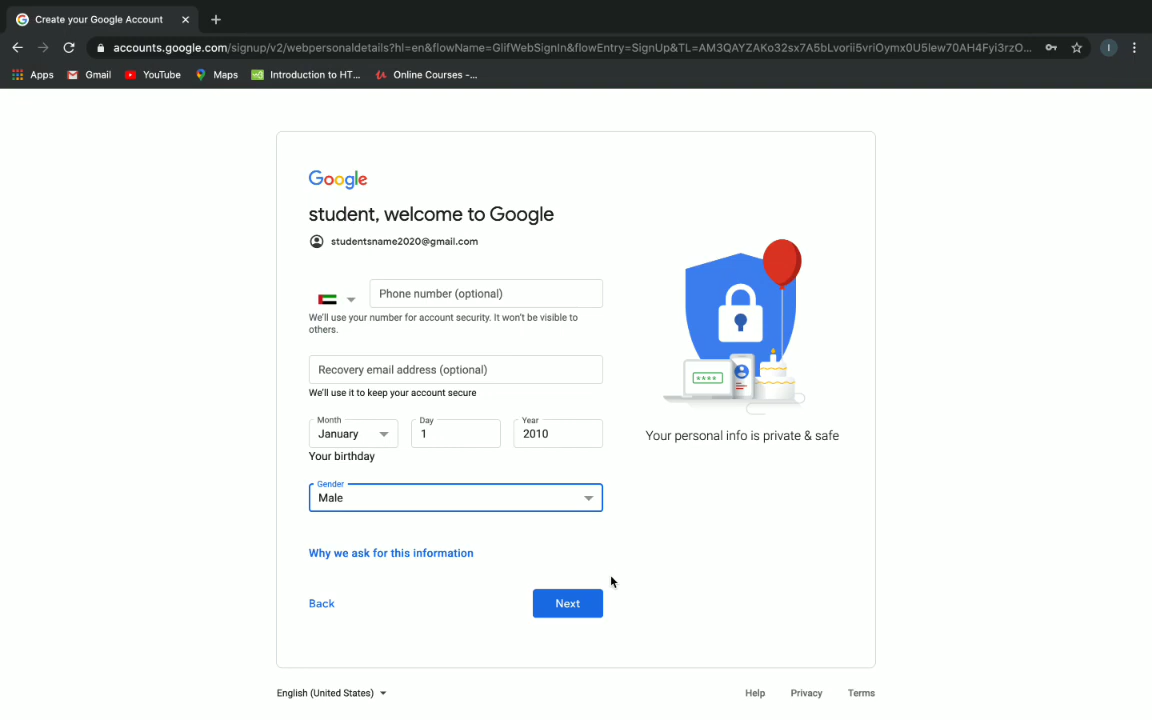 Create your Google Account
accounts.google.com/signup/v2/webpersonaldetails?hl=en&flowName=GlifWebSignIn&flowEntry=SignUp&TL=AM3QAYZAKo32sx7A5bLvorii5vriOymx0U5lew70AH4Fyi3rzO...
I
Apps Gmail YouTube Maps Introduction to HT... Online Courses -...
Google
student, welcome to Google
studentsname2020@gmail.com
Phone number (optional)
We'll use your number for account security. It won't be visible to
others.
Recovery email address (optional)
We'll use it to keep your account secure
Month Day Year
January 1 2010
Your birthday
Gender
Male
Why we ask for this information
Back Next
****
Your personal info is private & safe
English (United States) Help Privacy Terms